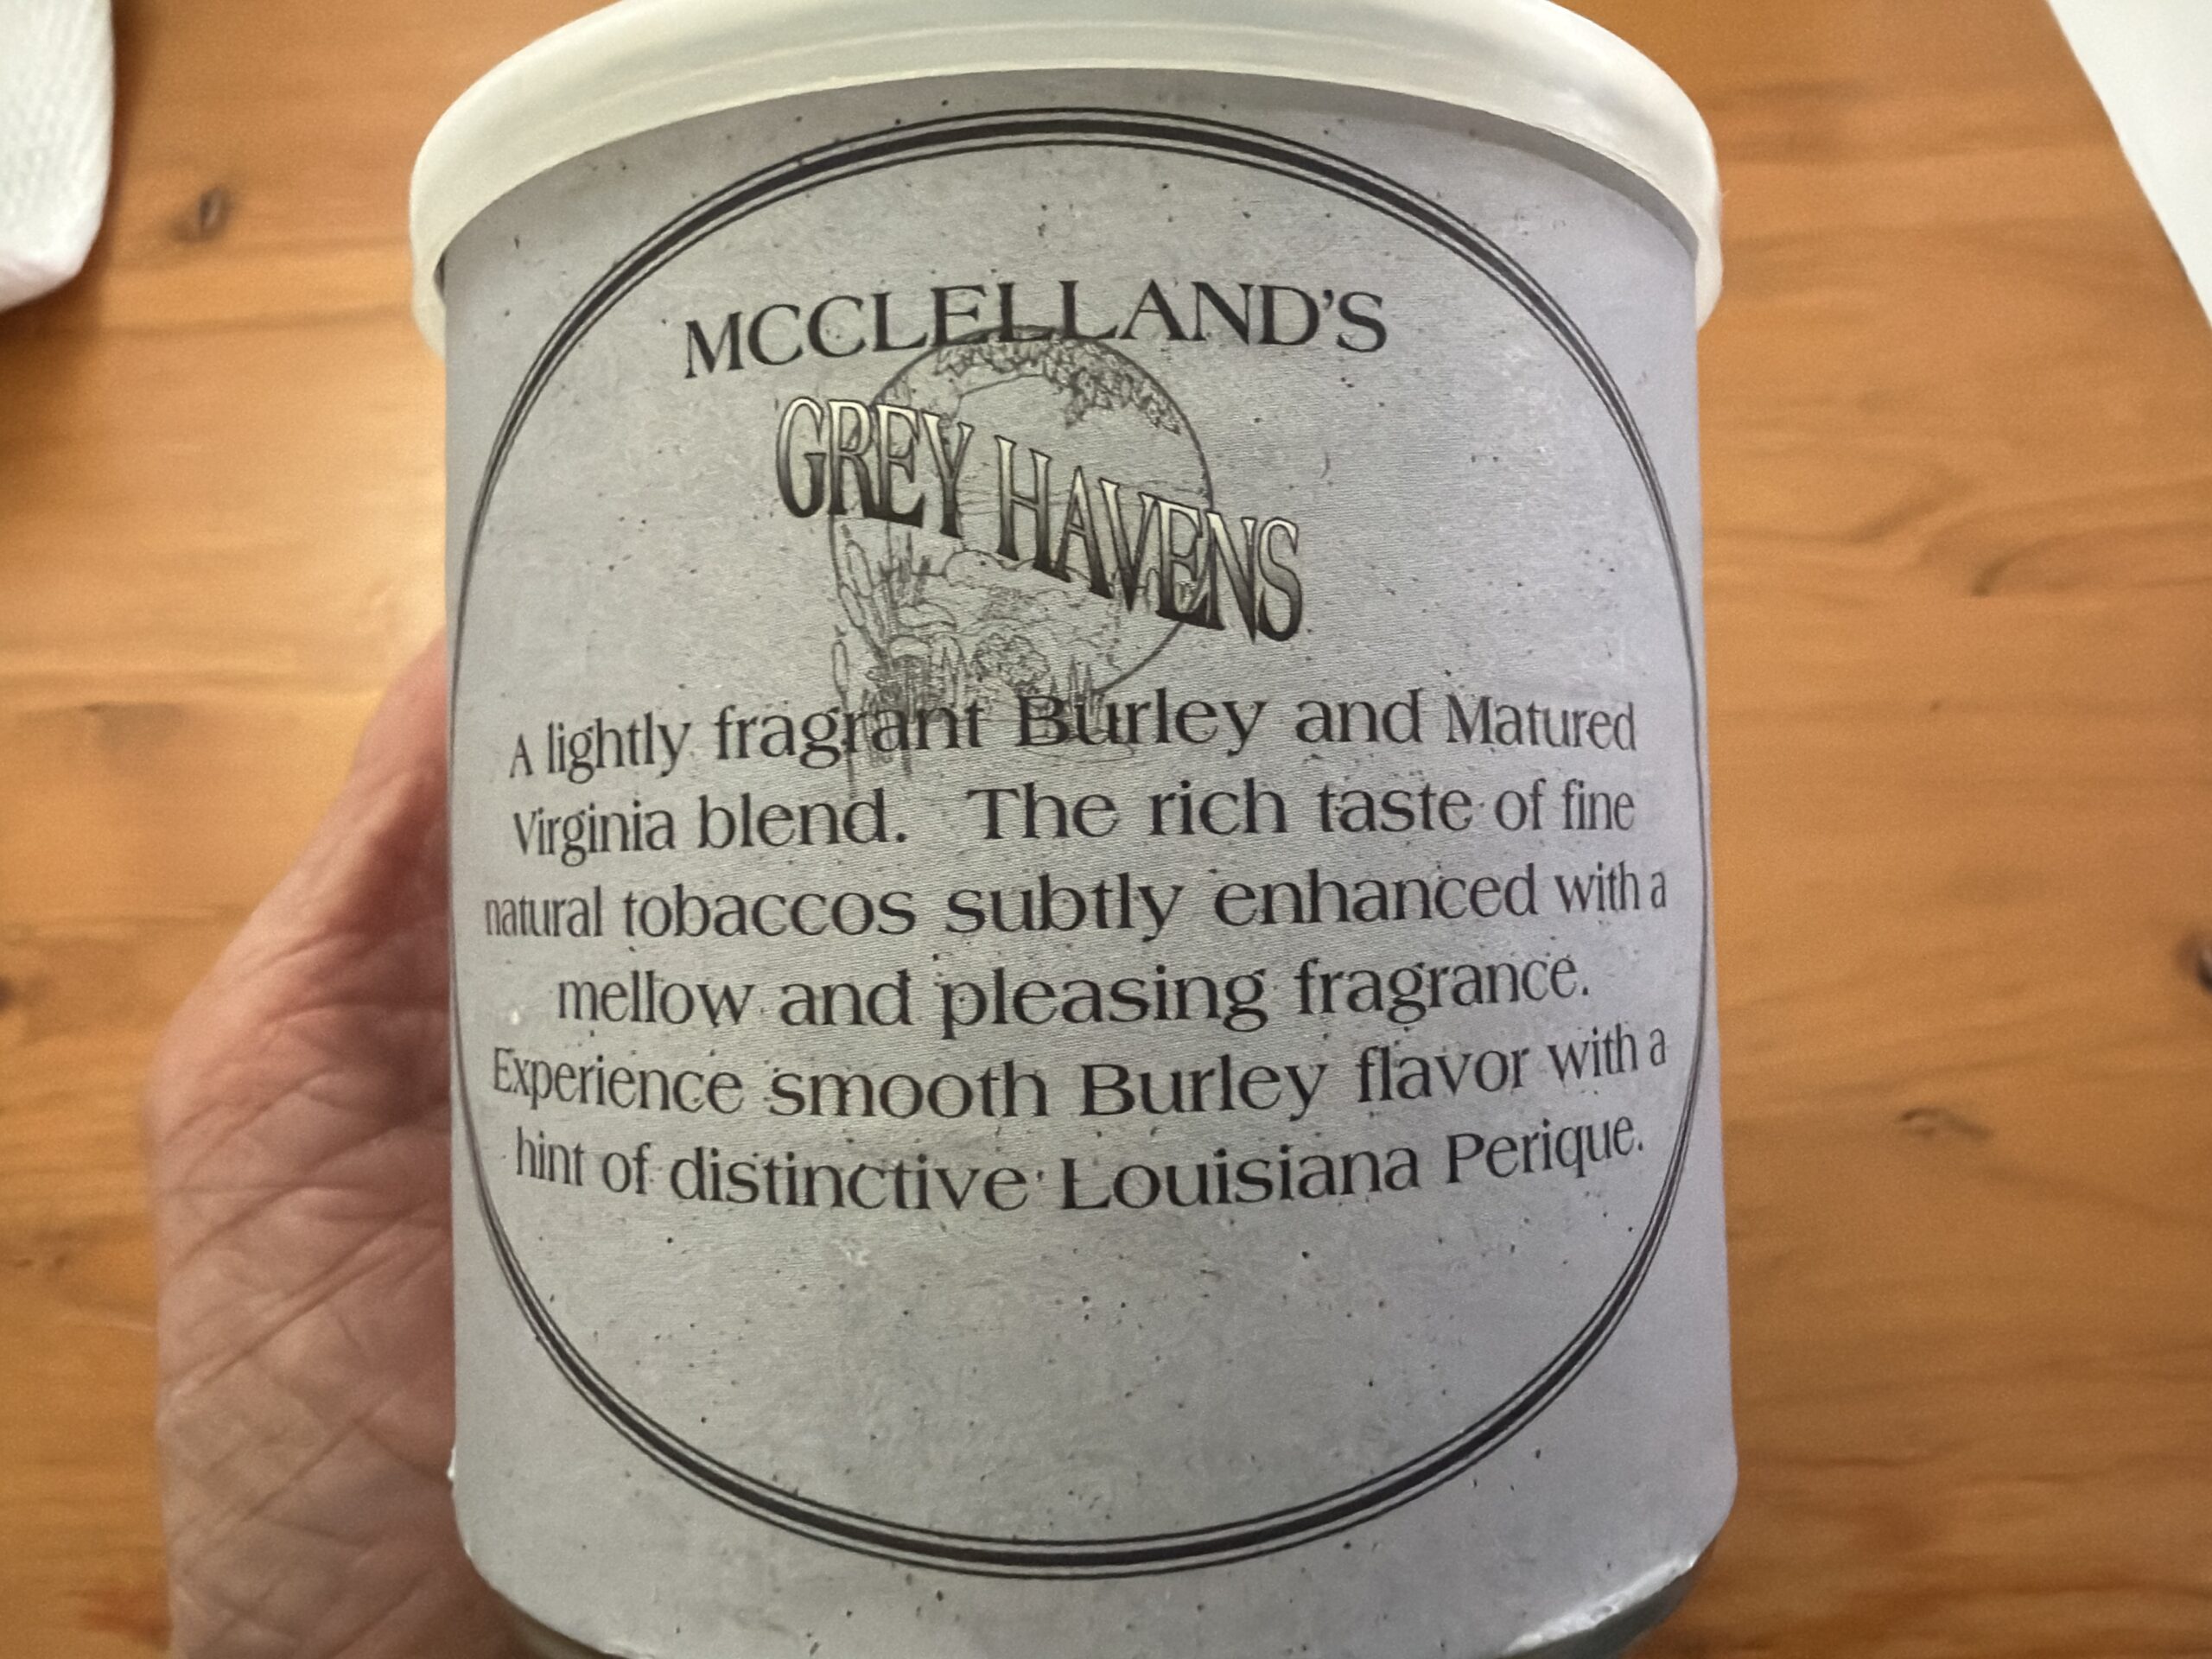 MCCLELLAND'S
GREY HAVENS
A lightly fragrant Burley and Matured
Virginia blend. The rich taste of fine
natural tobaccos subtly enhanced with a
mellow and pleasing fragrance.
Experience smooth Burley flavor with a
hint of distinctive Louisiana Perique.